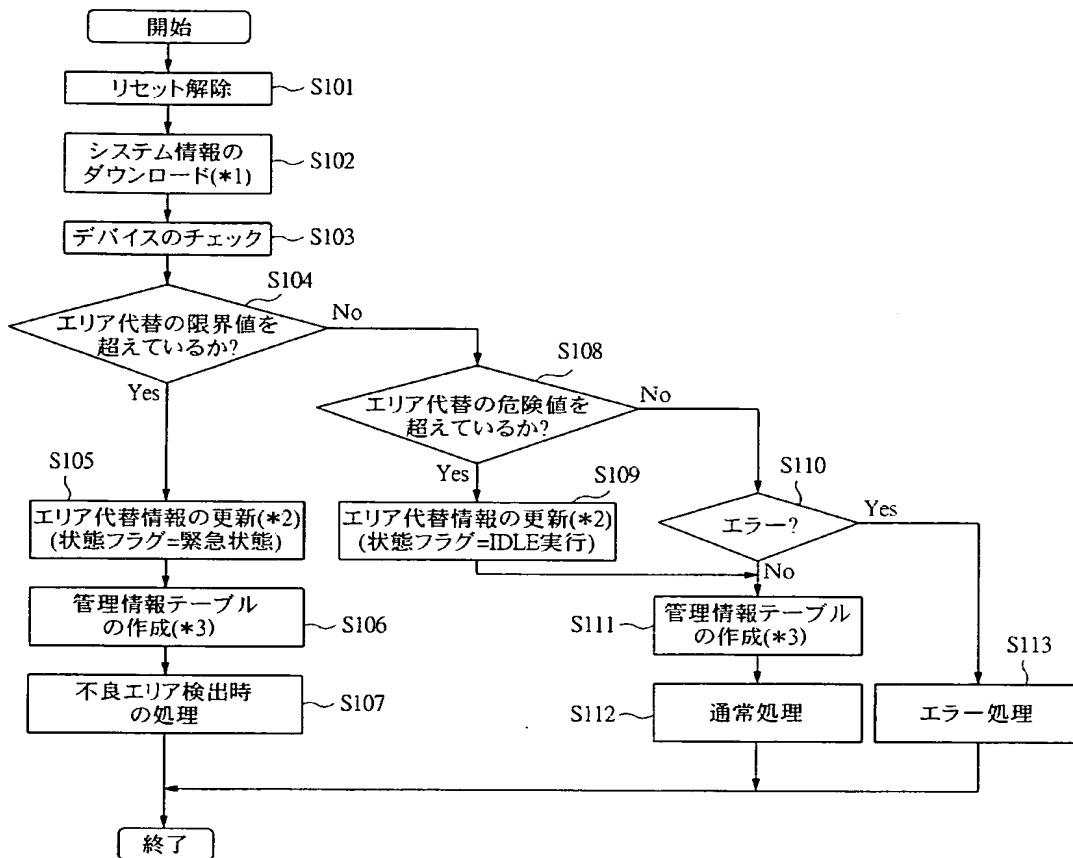 開始
リセット解除
S101
システム情報の
ダウンロード(*1)
S102
デバイスのチェック
S103
S104
エリア代替の限界値を
超えているか?
No
Yes
S108
エリア代替の危険値を
超えているか?
No
Yes
S105
エリア代替情報の更新(*2)
(状態フラグ=緊急状態)
S109
エリア代替情報の更新(*2)
(状態フラグ=IDLE実行)
S110
エラー?
Yes
No
管理情報テーブル
の作成(*3)
S106
S111
管理情報テーブル
の作成(*3)
不良エリア検出時
の処理
S107
S112
通常処理
S113
エラー処理
終了